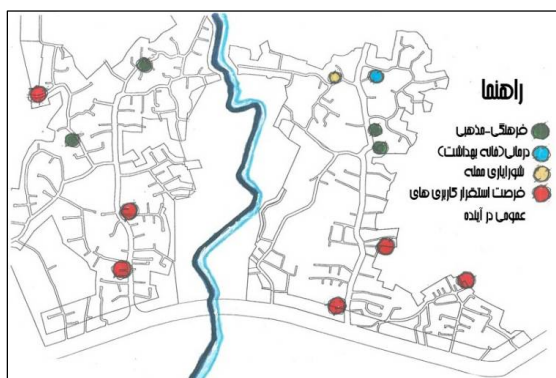 راهنما
فرهنگی-مذهبی
درمانی(خانه بهداشت)
شورایاری محله
فرصت استقرار کاربری های
عمومی در آینده